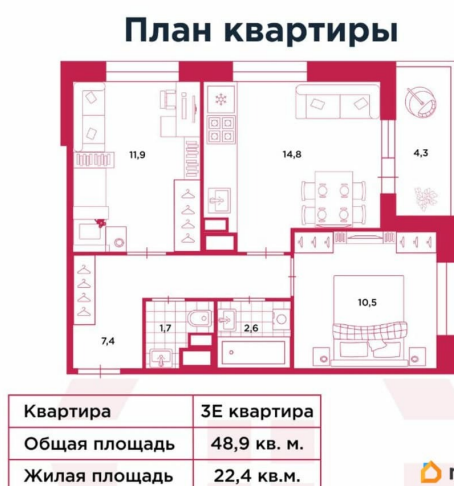 План квартиры
11,9
14,8
4,3
10,5
1,7
2,6
7,4
Квартира 3Е квартира
Общая площадь 48,9 кв. м.
Жилая площадь 22,4 кв.м.